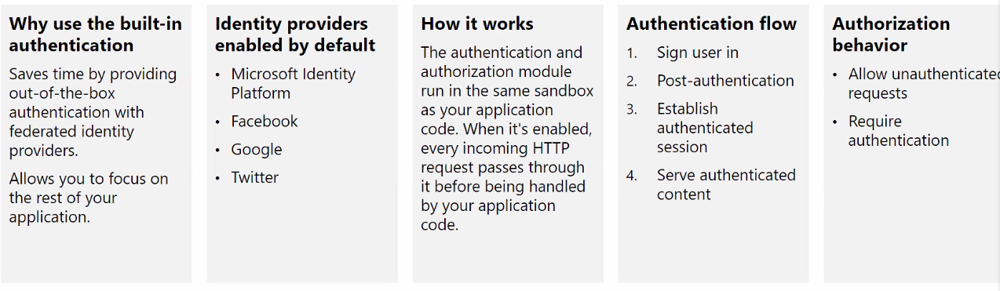 Why use the built-in
authentication
Saves time by providing
out-of-the-box
authentication with
federated identity
providers.
Allows you to focus on
the rest of your
application.
Identity providers
enabled by default
• Microsoft Identity
Platform
• Facebook
• Google
• Twitter
How it works
The authentication and
authorization module
run in the same sandbox
as your application
code. When it's enabled,
every incoming HTTP
request passes through
it before being handled
by your application
code.
Authentication flow
1. Sign user in
2. Post-authentication
3. Establish
authenticated
session
4. Serve authenticated
content
Authorization
behavior
• Allow unauthenticated
requests
• Require
authentication